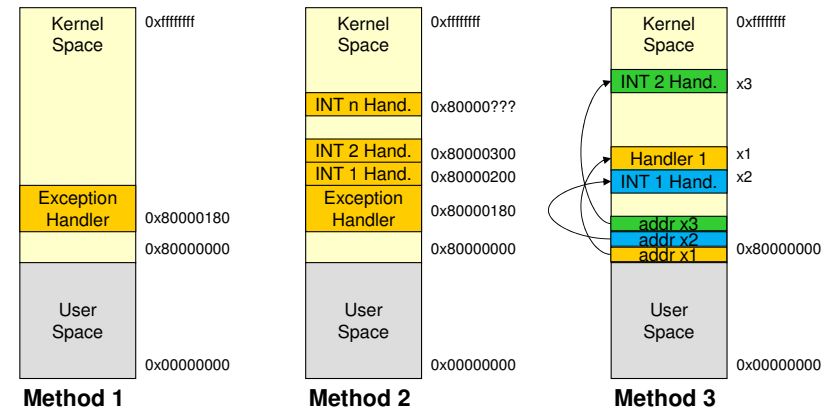 Kernel
Space
0xffffffff
Exception
Handler
0x80000180
0x80000000
User
Space
0x00000000
Method 1
Kernel
Space
0xffffffff
INT n Hand.
0x80000???
INT 2 Hand.
0x80000300
INT 1 Hand.
0x80000200
Exception
Handler
0x80000180
0x80000000
User
Space
0x00000000
Method 2
Kernel
Space
0xffffffff
INT 2 Hand.
x3
Handler 1
x1
INT 1 Hand.
x2
addr x3
addr x2
addr x1
0x80000000
User
Space
0x00000000
Method 3